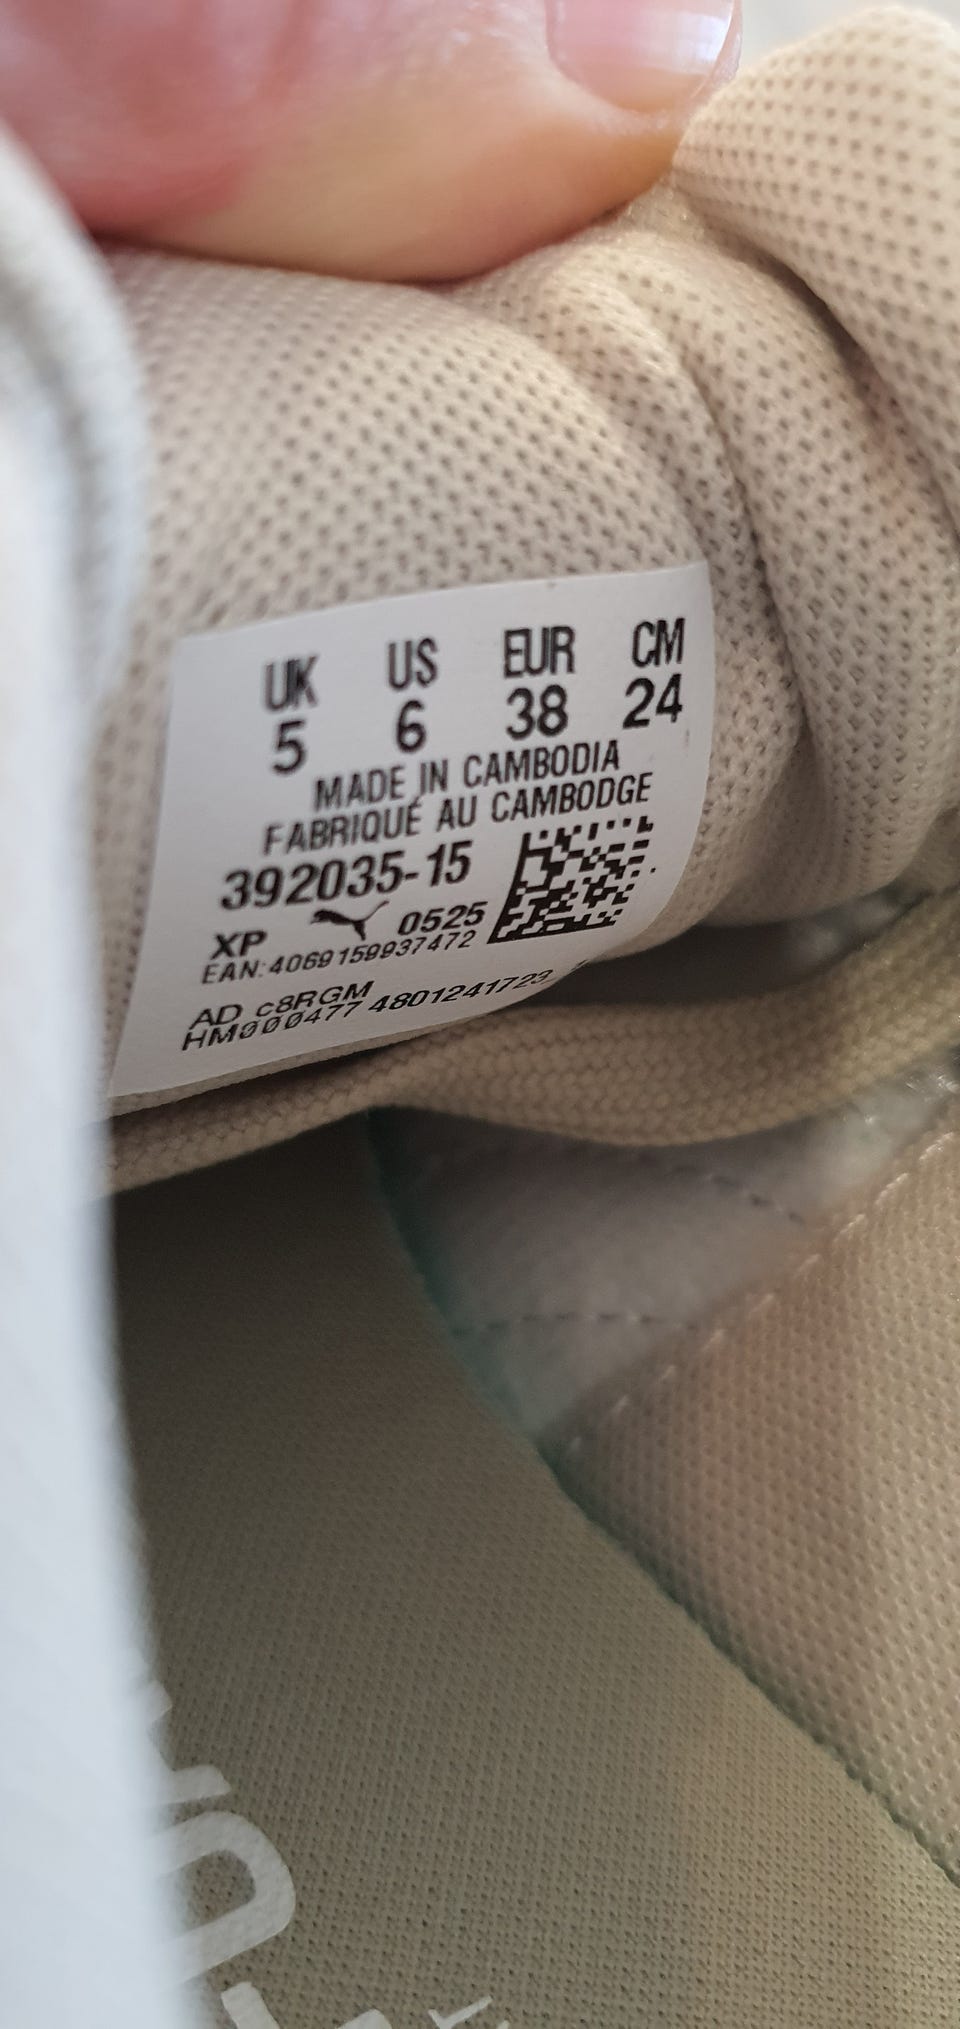 UK US EUR CM
5 6 38 24
MADE IN CAMBODIA
FABRIQUÉ AU CAMBODGE
392035-15
XP 0525
EAN:4069159937472
AD c8RGM
HM000477 4801241723